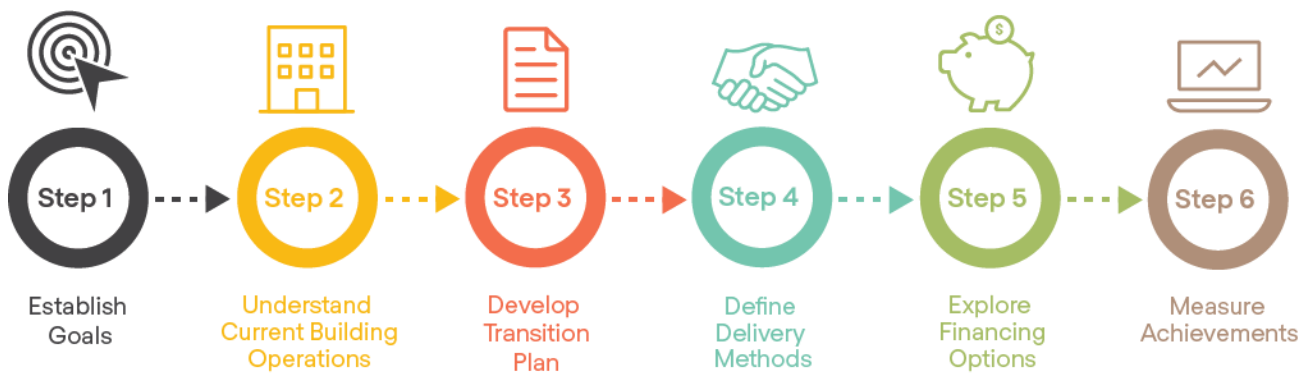 $
Step 1
Step 2
Step 3
Step 4
Step 5
Step 6
Establish
Goals
Understand
Current Building
Operations
Develop
Transition
Plan
Define
Delivery
Methods
Explore
Financing
Options
Measure
Achievements